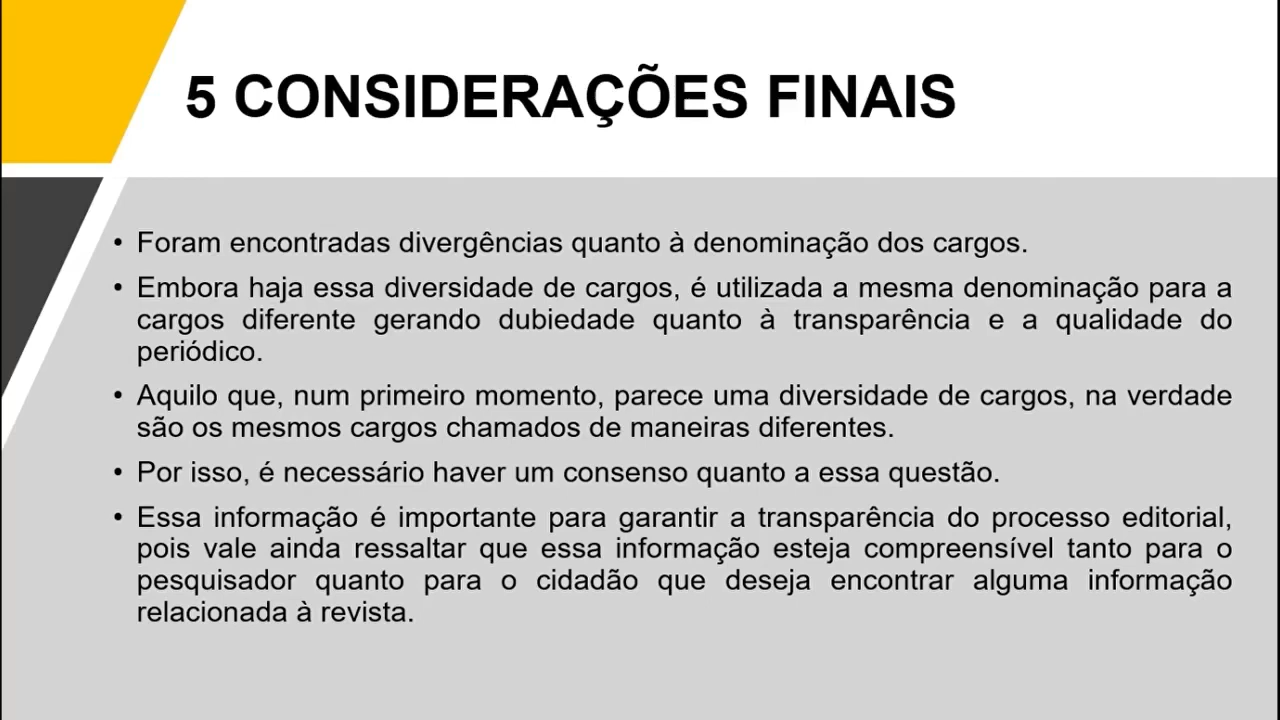 5 CONSIDERAÇÕES FINAIS
• Foram encontradas divergências quanto à denominação dos cargos.
• Embora haja essa diversidade de cargos, é utilizada a mesma denominação para a
cargos diferente gerando dubiedade quanto à transparência e a qualidade do
periódico.
• Aquilo que, num primeiro momento, parece uma diversidade de cargos, na verdade
são os mesmos cargos chamados de maneiras diferentes.
• Por isso, é necessário haver um consenso quanto a essa questão.
• Essa informação é importante para garantir a transparência do processo editorial,
pois vale ainda ressaltar que essa informação esteja compreensível tanto para o
pesquisador quanto para o cidadão que deseja encontrar alguma informação
relacionada à revista.